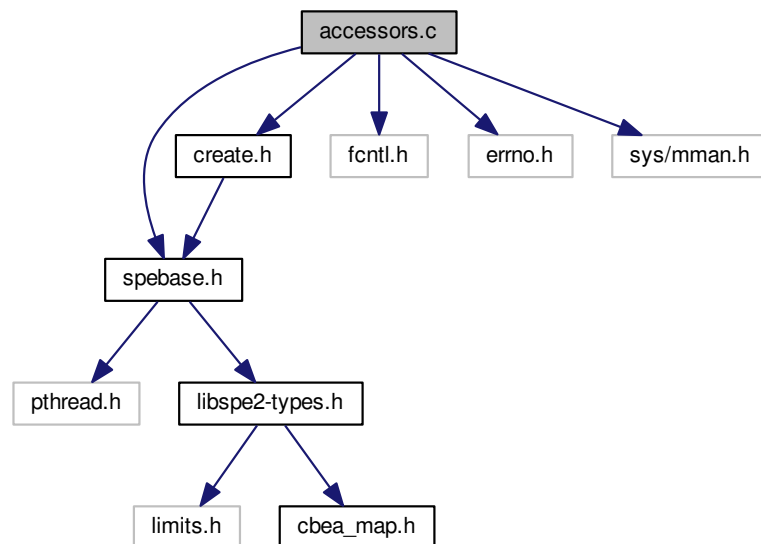 accessors.c
create.h
fcntl.h
errno.h
sys/mman.h
spebase.h
pthread.h
libspe2-types.h
limits.h
cbea_map.h